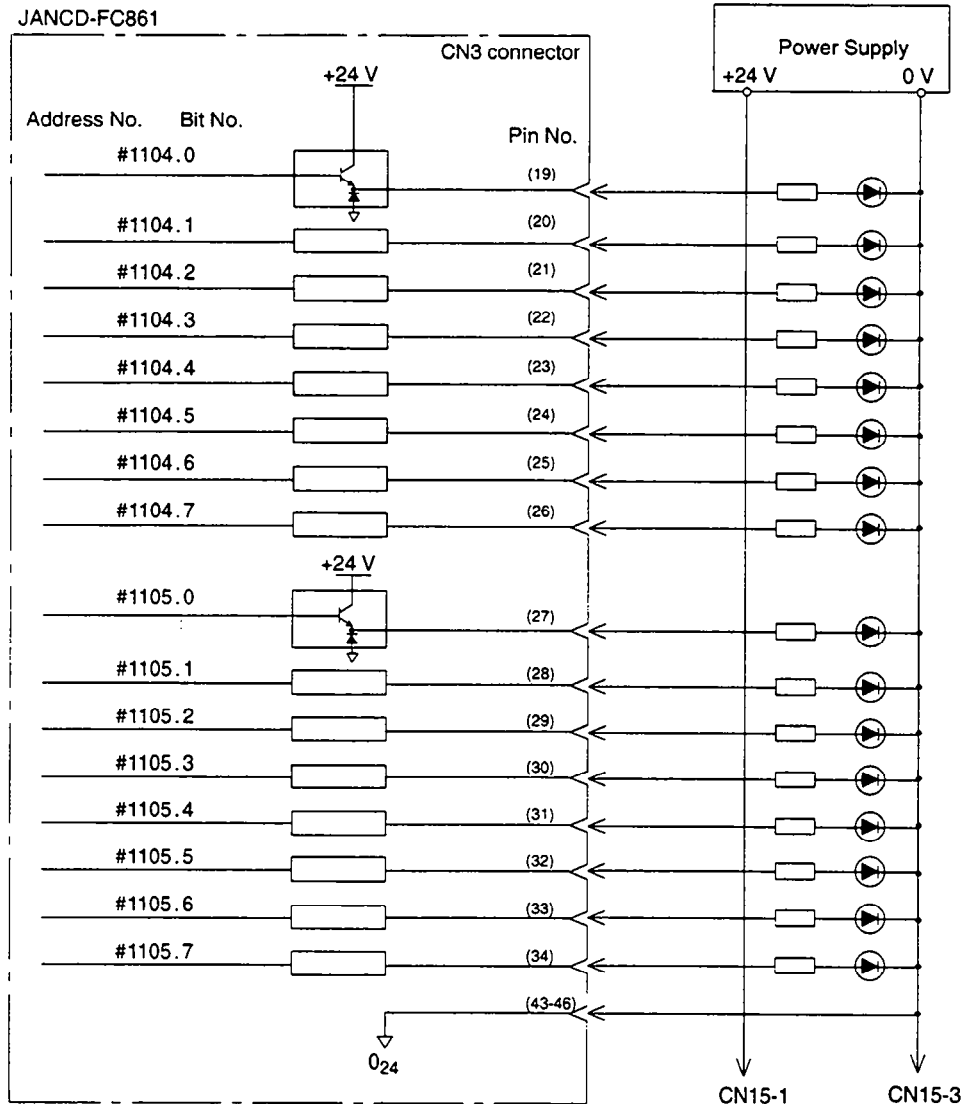 JANCD-FC861
CN3 connector
Power Supply
+24 V
+24 V 0 V
Address No. Bit No.
Pin No.
#1104.0 (19)
#1104.1 (20)
#1104.2 (21)
#1104.3 (22)
#1104.4 (23)
#1104.5 (24)
#1104.6 (25)
#1104.7 (26)
+24 V
#1105.0 (27)
#1105.1 (28)
#1105.2 (29)
#1105.3 (30)
#1105.4 (31)
#1105.5 (32)
#1105.6 (33)
#1105.7 (34)
(43-46)
024
CN15-1 CN15-3